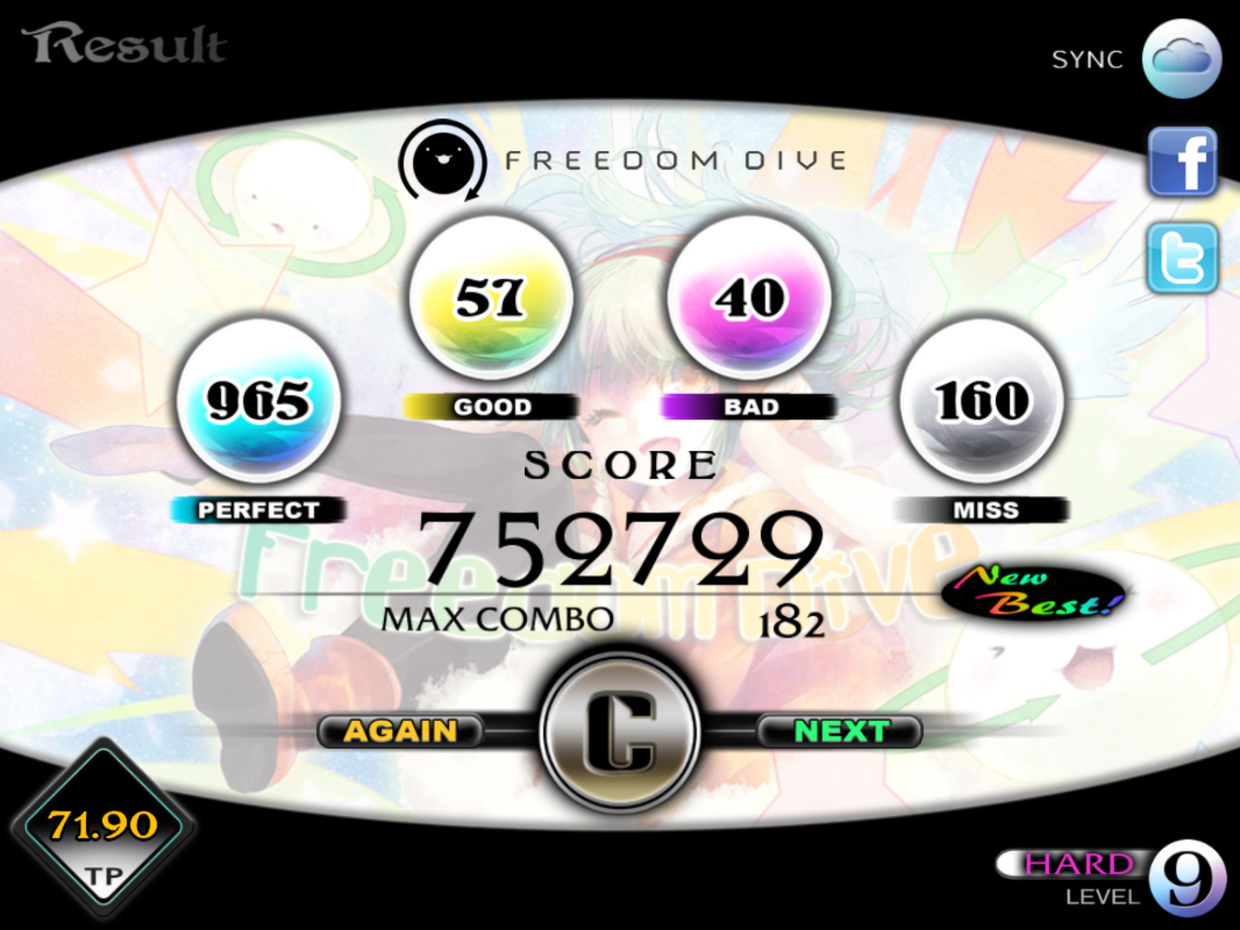 Result
SYNC
FREEDOM DIVE
57
40
GOOD
BAD
965
160
PERFECT
MISS
SCORE
752729
Freedom Dive
New
Best!
MAX COMBO 182
AGAIN
C
NEXT
71.90
TP
HARD
LEVEL
9